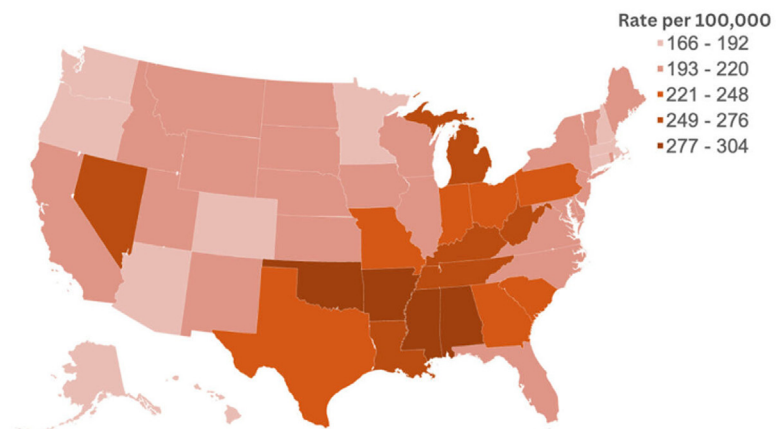 Rate per 100,000
166 - 192
193 - 220
221 - 248
249 - 276
277 - 304